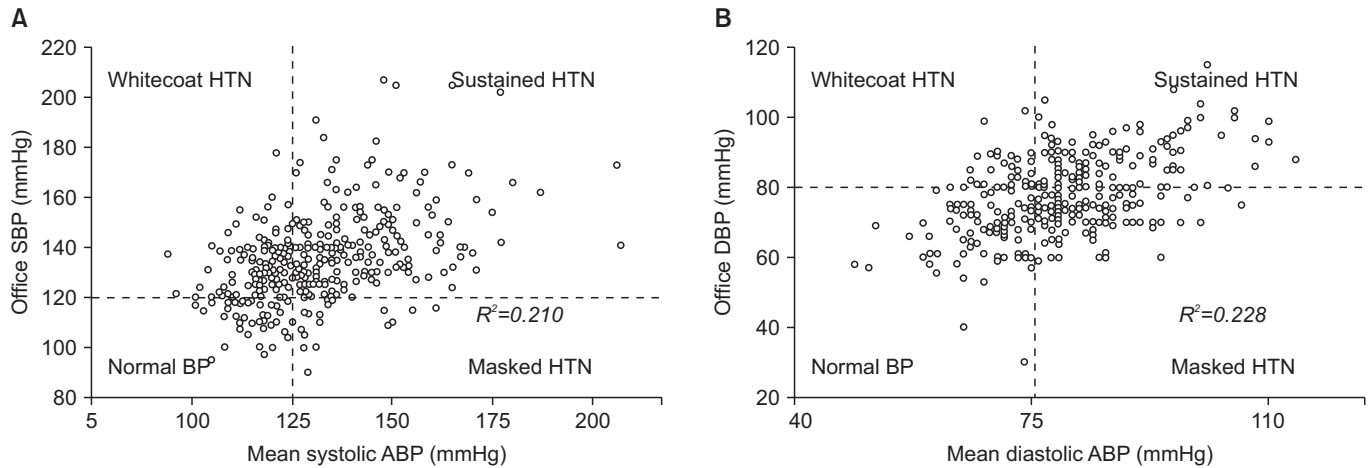 A
220
200
180
160
140
120
100
80
Office SBP (mmHg)
Whitecoat HTN
Sustained HTN
R²=0.210
Normal BP
Masked HTN
5
100
125
150
175
200
Mean systolic ABP (mmHg)
B
120
100
80
60
40
20
Office DBP (mmHg)
Whitecoat HTN
Sustained HTN
R²=0.228
Normal BP
Masked HTN
40
75
110
Mean diastolic ABP (mmHg)